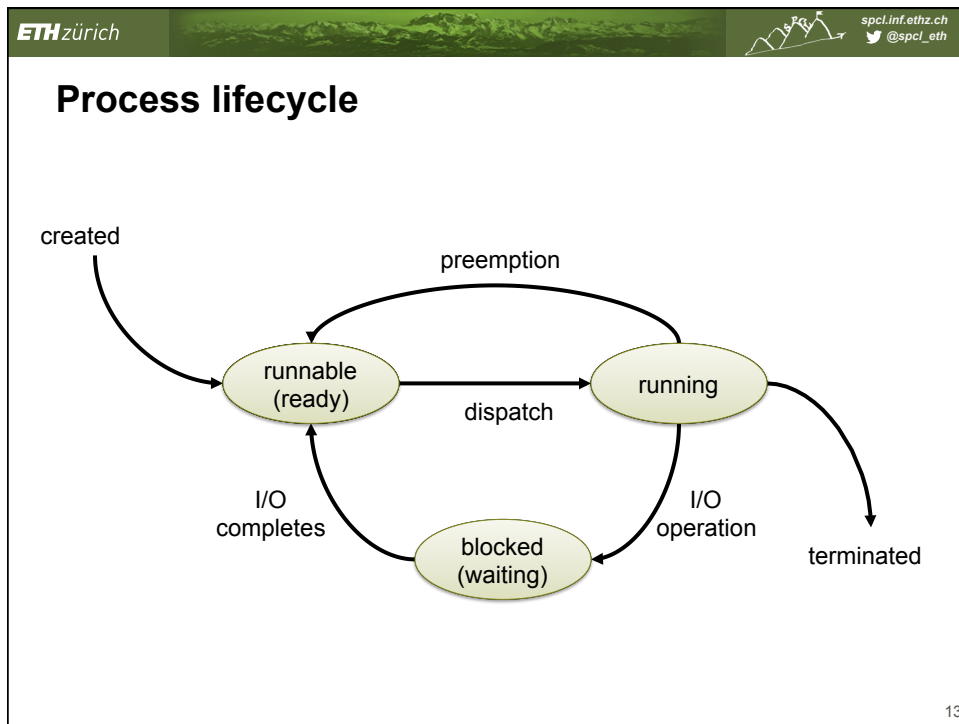 ETH zürich
spcl.inf.ethz.ch
@spcl_eth
Process lifecycle
created
preemption
runnable
(ready)
running
dispatch
I/O
completes
I/O
operation
blocked
(waiting)
terminated
13